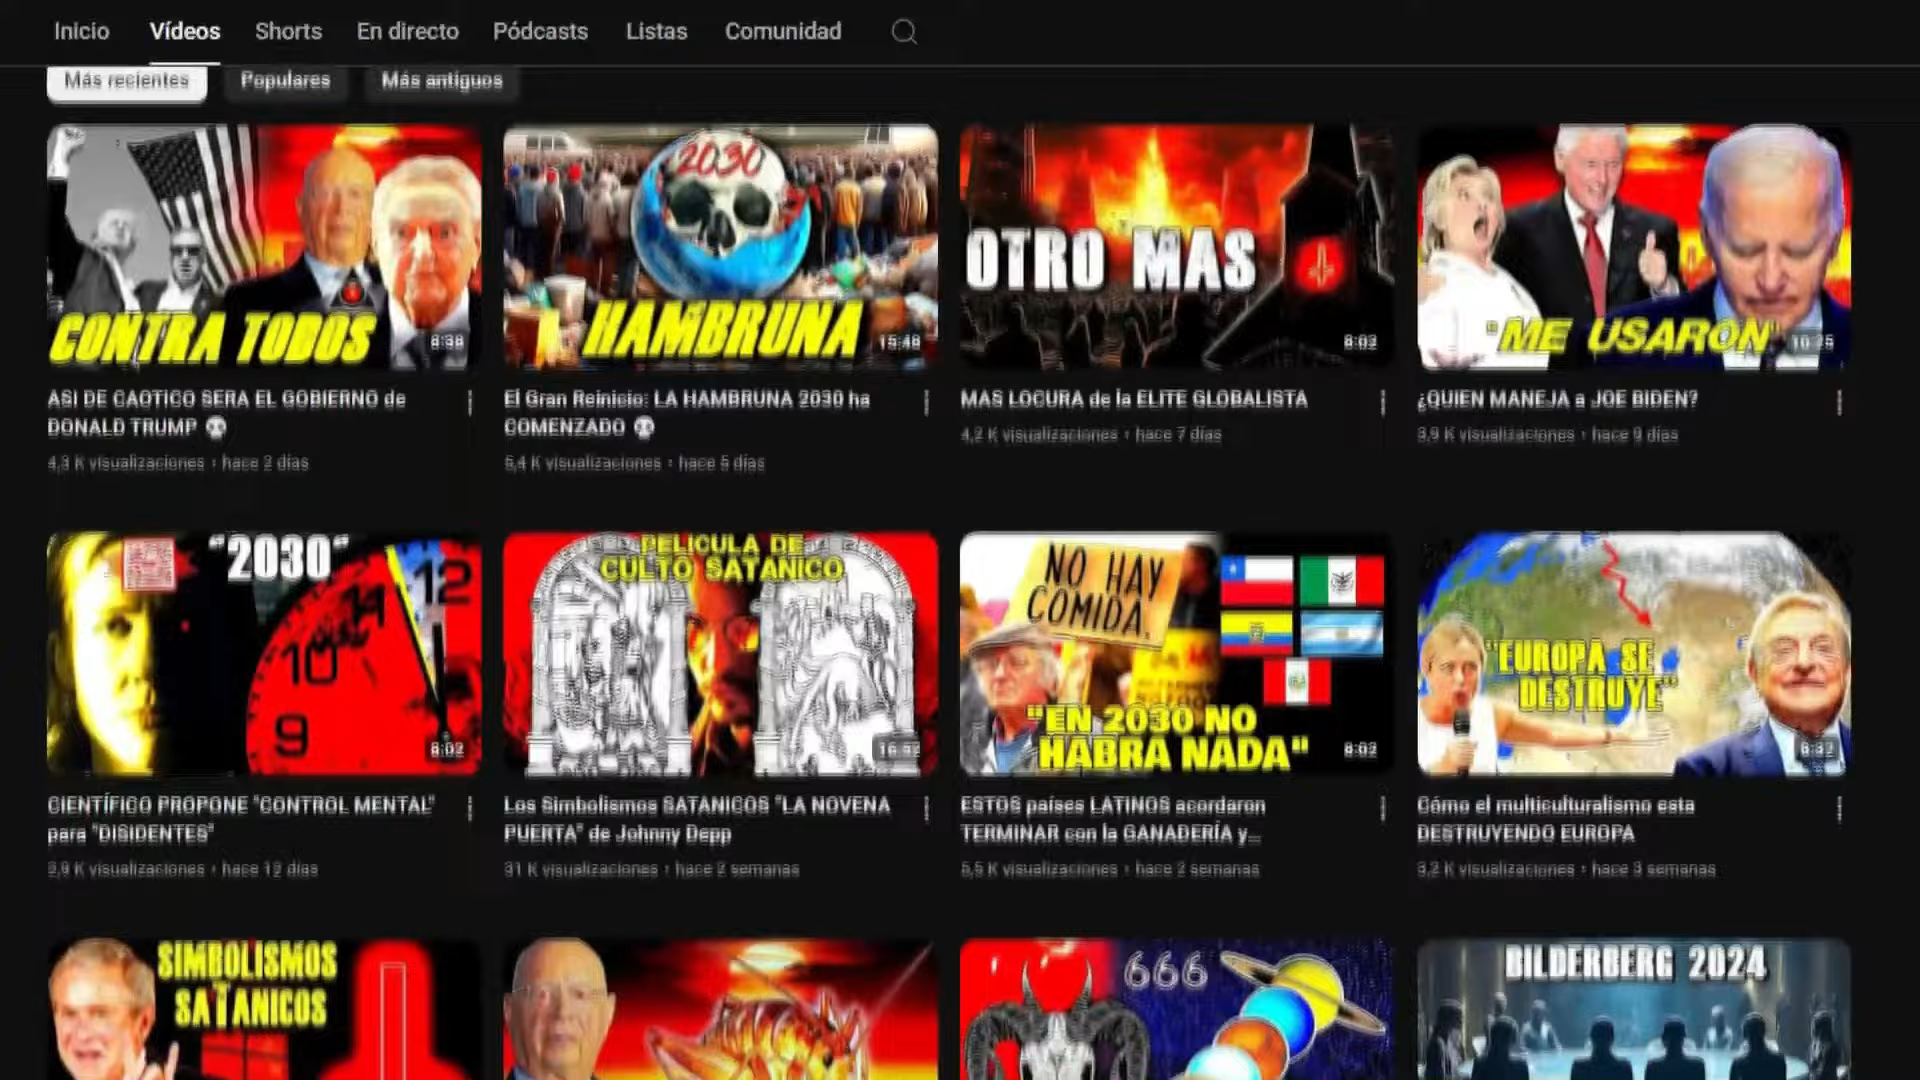 Inicio Vídeos Shorts En directo Pódcasts Listas Comunidad
Más recientes Populares Más antiguos
CONTRA TODOS
8:38
2030
HAMBRUNA
15:48
OTRO MAS
8:02
"ME USARON"
ASI DE CAOTICO SERA EL GOBIERNO de
DONALD TRUMP 💀
4,3 K visualizaciones • hace 2 días
El Gran Reinicio: LA HAMBRUNA 2030 ha
COMENZADO 💀
5,4 K visualizaciones • hace 5 días
MAS LOCURA de la ELITE GLOBALISTA
4,2 K visualizaciones • hace 7 días
¿QUIEN MANEJA a JOE BIDEN?
3,9 K visualizaciones • hace 9 días
"2030"
12
11
10
9
8:02
PELICULA DE
CULTO SATANICO
NO HAY
COMIDA.
"EN 2030 NO
HABRA NADA"
8:02
"EUROPA SE
DESTRUYE"
CIENTÍFICO PROPONE "CONTROL MENTAL"
para "DISIDENTES"
2,9 K visualizaciones • hace 12 días
Los Simbolismos SATANICOS "LA NOVENA
PUERTA" de Johnny Depp
31 K visualizaciones • hace 2 semanas
ESTOS países LATINOS acordaron
TERMINAR con la GANADERÍA y...
5,5 K visualizaciones • hace 2 semanas
Cómo el multiculturalismo esta
DESTRUYENDO EUROPA
3,2 K visualizaciones • hace 3 semanas
SIMBOLISMOS
SATANICOS
666
BILDERBERG 2024